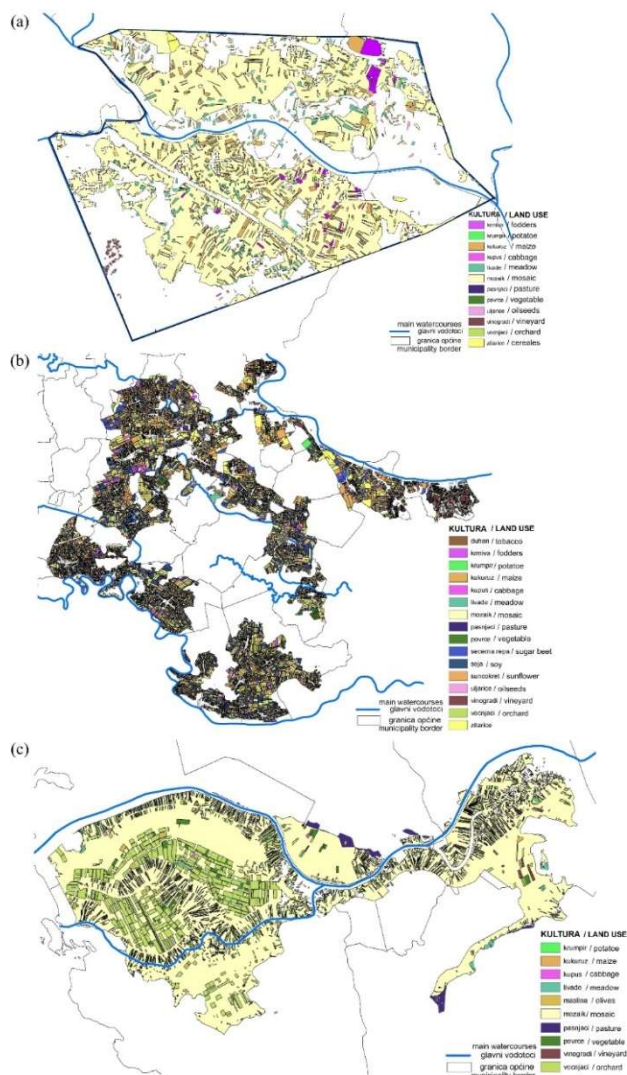 (a)
KULTURA / LAND USE
kemiva / fodders
krumpir / potatoe
kukuruz / maize
kupus / cabbage
livade / meadow
mozaik / mosaic
pasnjaci / pasture
povrce / vegetable
uljarice / oilseeds
vinogradi / vineyard
vocnjaci / orchard
zitarice / cereales
main watercourses
glavni vodotoci
granica općine
municipality border
(b)
KULTURA / LAND USE
duhan / tobacco
kemiva / fodders
krumpir / potatoe
kukuruz / maize
kupus / cabbage
livade / meadow
mozaik / mosaic
pasnjaci / pasture
povrce / vegetable
secerna repa / sugar beet
soja / soy
suncokret / sunflower
uljarice / oilseeds
vinogradi / vineyard
vocnjaci / orchard
zitarice
main watercourses
glavni vodotoci
granica općine
municipality border
(c)
KULTURA / LAND USE
krumpir / potatoe
kukuruz / maize
kupus / cabbage
livade / meadow
masline / olives
mozaik / mosaic
pasnjaci / pasture
povrce / vegetable
vinogradi / vineyard
vocnjaci / orchard
main watercourses
glavni vodotoci
granica općine
municipality border